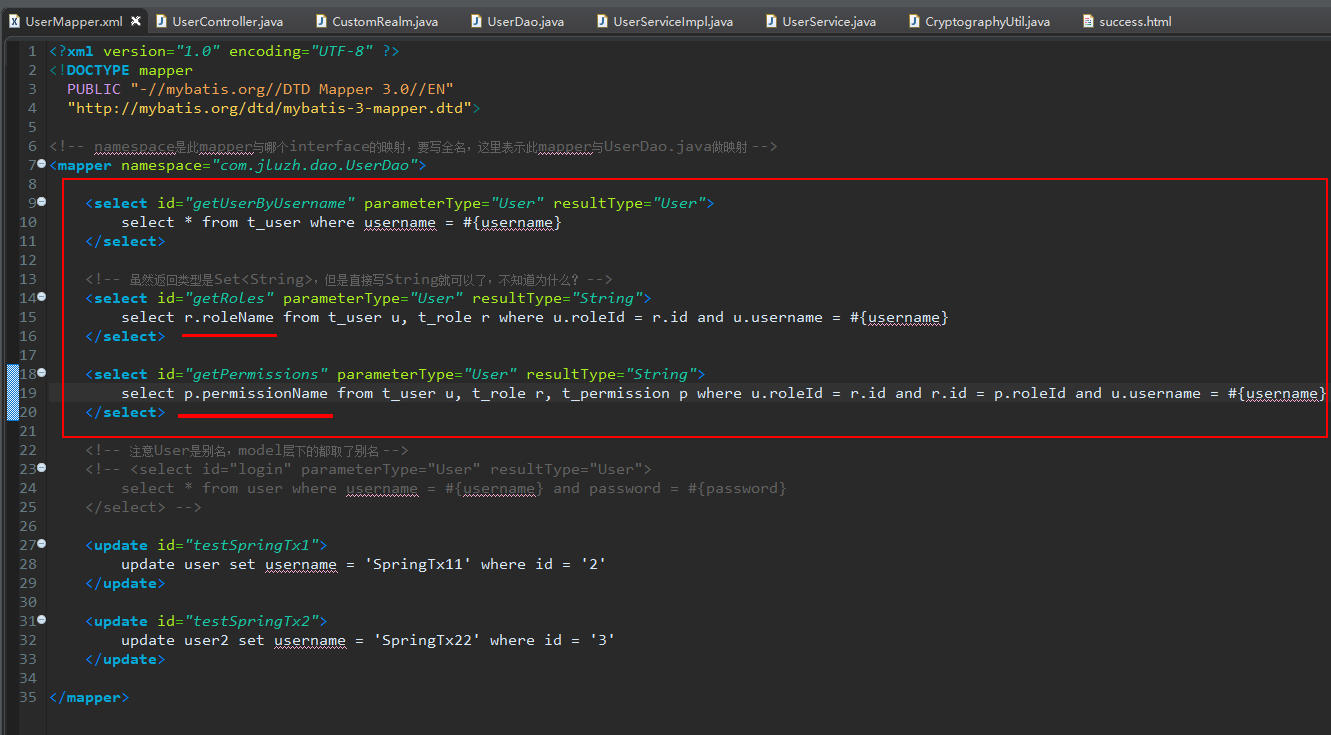 UserMapper.xml UserController.java CustomRealm.java UserDao.java UserServiceImpl.java UserService.java CryptographyUtil.java success.html
1 <?xml version="1.0" encoding="UTF-8" ?>
2 <!DOCTYPE mapper
3 PUBLIC "-//mybatis.org//DTD Mapper 3.0//EN"
4 "http://mybatis.org/dtd/mybatis-3-mapper.dtd">
5
6 <!-- namespace是此mapper与哪个interface的映射，要写全名，这里表示此mapper与UserDao.java做映射 -->
7 <mapper namespace="com.jluzh.dao.UserDao">
8
9 <select id="getUserByUsername" parameterType="User" resultType="User">
10 select * from t_user where username = #{username}
11 </select>
12
13 <!-- 虽然返回类型是Set<String>，但是直接写String就可以了，不知道为什么？ -->
14 <select id="getRoles" parameterType="User" resultType="String">
15 select r.roleName from t_user u, t_role r where u.roleId = r.id and u.username = #{username}
16 </select>
17
18 <select id="getPermissions" parameterType="User" resultType="String">
19 select p.permissionName from t_user u, t_role r, t_permission p where u.roleId = r.id and r.id = p.roleId and u.username = #{username}
20 </select>
21
22 <!-- 注意User是别名，model层下的都取了别名 -->
23 <!-- <select id="login" parameterType="User" resultType="User">
24 select * from user where username = #{username} and password = #{password}
25 </select> -->
26
27 <update id="testSpringTx1">
28 update user set username = 'SpringTx11' where id = '2'
29 </update>
30
31 <update id="testSpringTx2">
32 update user2 set username = 'SpringTx22' where id = '3'
33 </update>
34
35 </mapper>